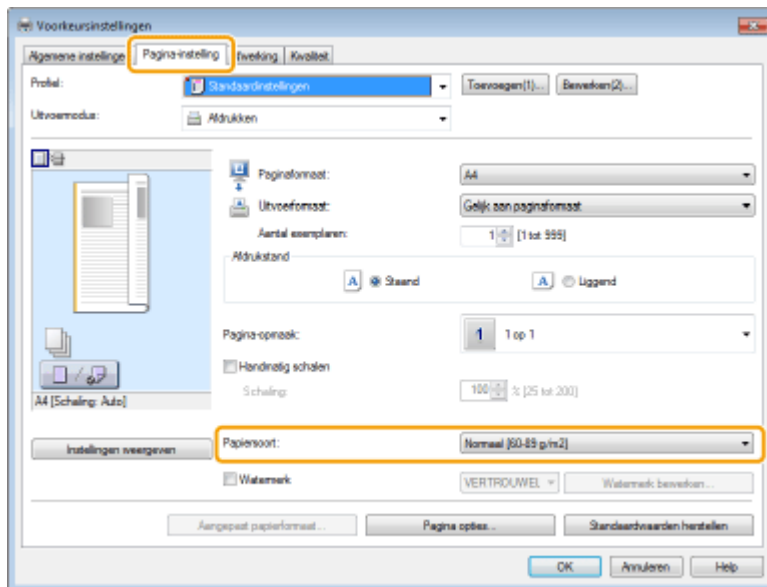 Voorkeursinstellingen
Algemene instellinge Pagina-instelling fwerking Kwaliteit
Profiel: Standaardinstellingen Toevoegen(1)... Bewerken(2)...
Uitvoermodus: Afdrukken
Paginaformaat: A4
Uitvoerformaat: Gelijk aan paginaformaat
Aantal exemplaren: 1 [1 tot 999]
Afdrukstand
A Staand A Liggend
Pagina-opmaak: 1 1 op 1
Handmatig schalen
Schaling: 100 % [25 tot 200]
A4 [Schaling: Auto]
Instellingen weergeven
Papiersoort: Normaal [60-89 g/m2]
Watermerk VERTROUWEL Watermerk bewerken...
Aangepast papierformaat... Pagina opties... Standaardwaarden herstellen
OK Annuleren Help